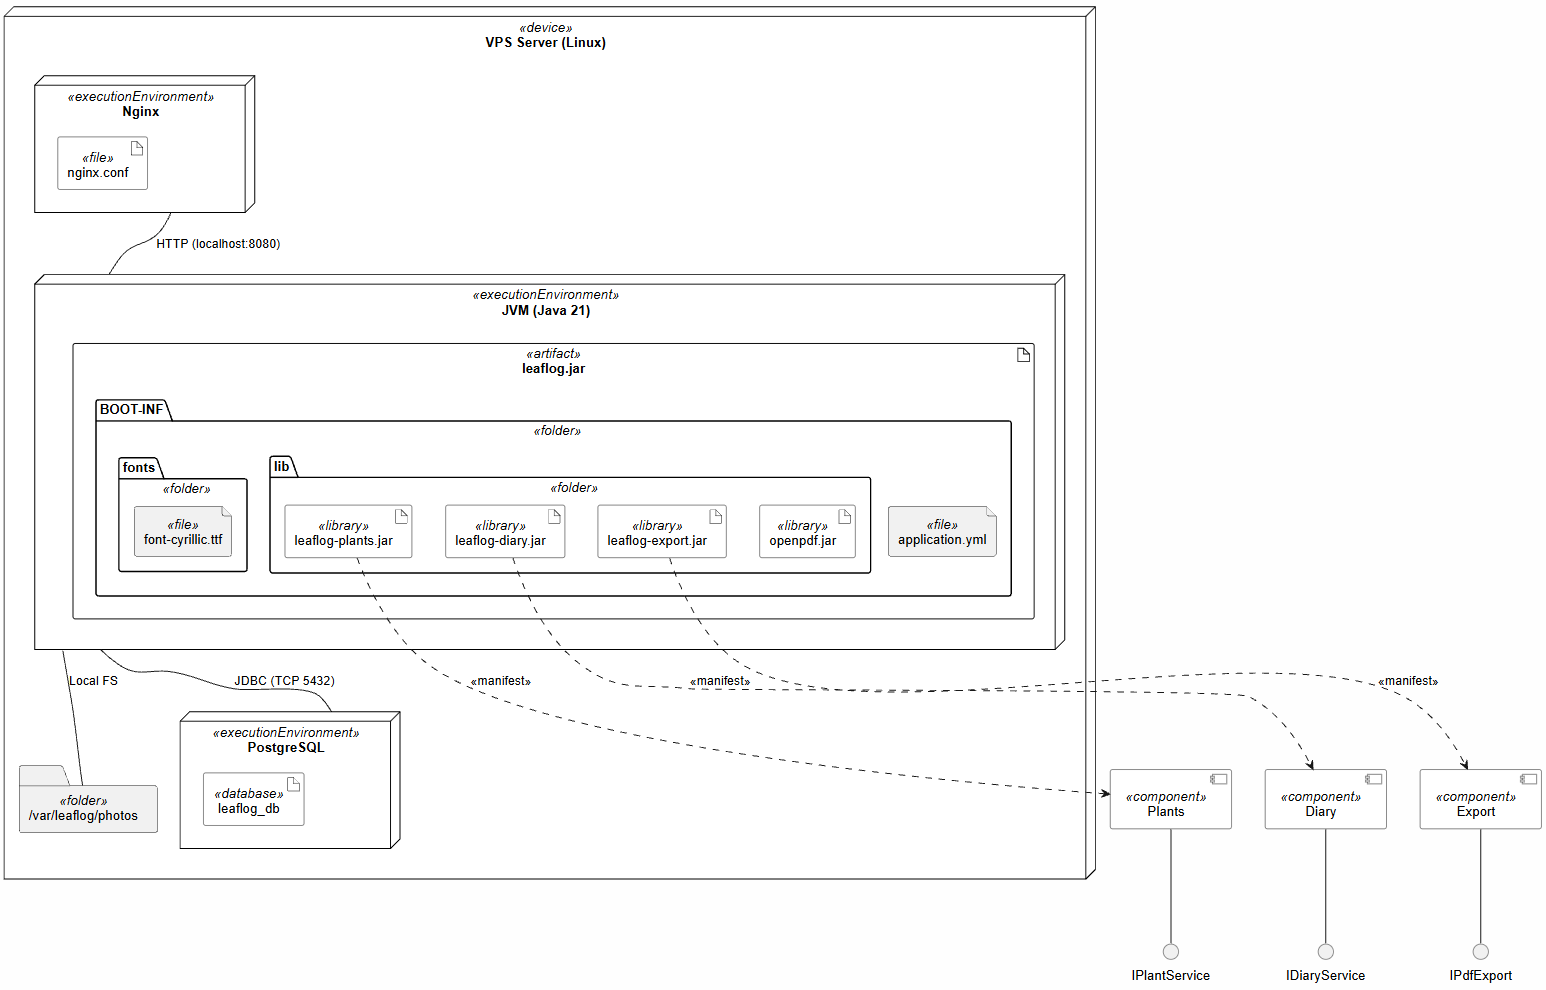 «device»
VPS Server (Linux)
«executionEnvironment»
Nginx
«file»
nginx.conf
HTTP (localhost:8080)
«executionEnvironment»
JVM (Java 21)
«artifact»
leaflog.jar
BOOT-INF
«folder»
fonts
«folder»
«file»
font-cyrillic.ttf
lib
«folder»
«library»
leaflog-plants.jar
«library»
leaflog-diary.jar
«library»
leaflog-export.jar
«library»
openpdf.jar
«file»
application.yml
Local FS
JDBC (TCP 5432)
«manifest»
«manifest»
«manifest»
«executionEnvironment»
PostgreSQL
«database»
leaflog_db
«folder»
/var/leaflog/photos
«component»
Plants
«component»
Diary
«component»
Export
IPlantService
IDiaryService
IPdfExport